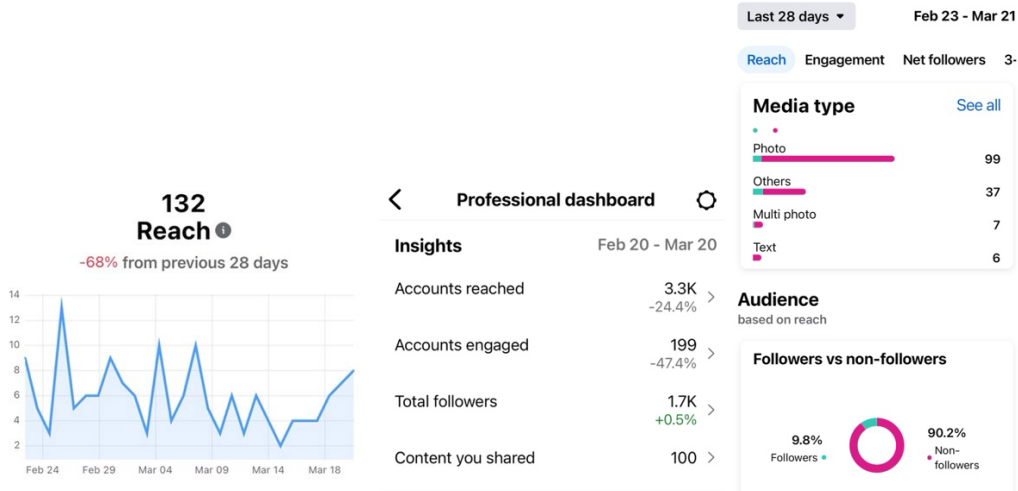 132
Reach
-68% from previous 28 days
14
12
10
8
6
4
2
Feb 24 Feb 29 Mar 04 Mar 09 Mar 14 Mar 18
Professional dashboard
Insights Feb 20 - Mar 20
Accounts reached 3.3K
-24.4%
Accounts engaged 199
-47.4%
Total followers 1.7K
+0.5%
Content you shared 100
Last 28 days Feb 23 - Mar 21
Reach Engagement Net followers 3-
Media type See all
Photo
99
Others
37
Multi photo
7
Text
6
Audience
based on reach
Followers vs non-followers
9.8%
Followers
90.2%
Non-
followers